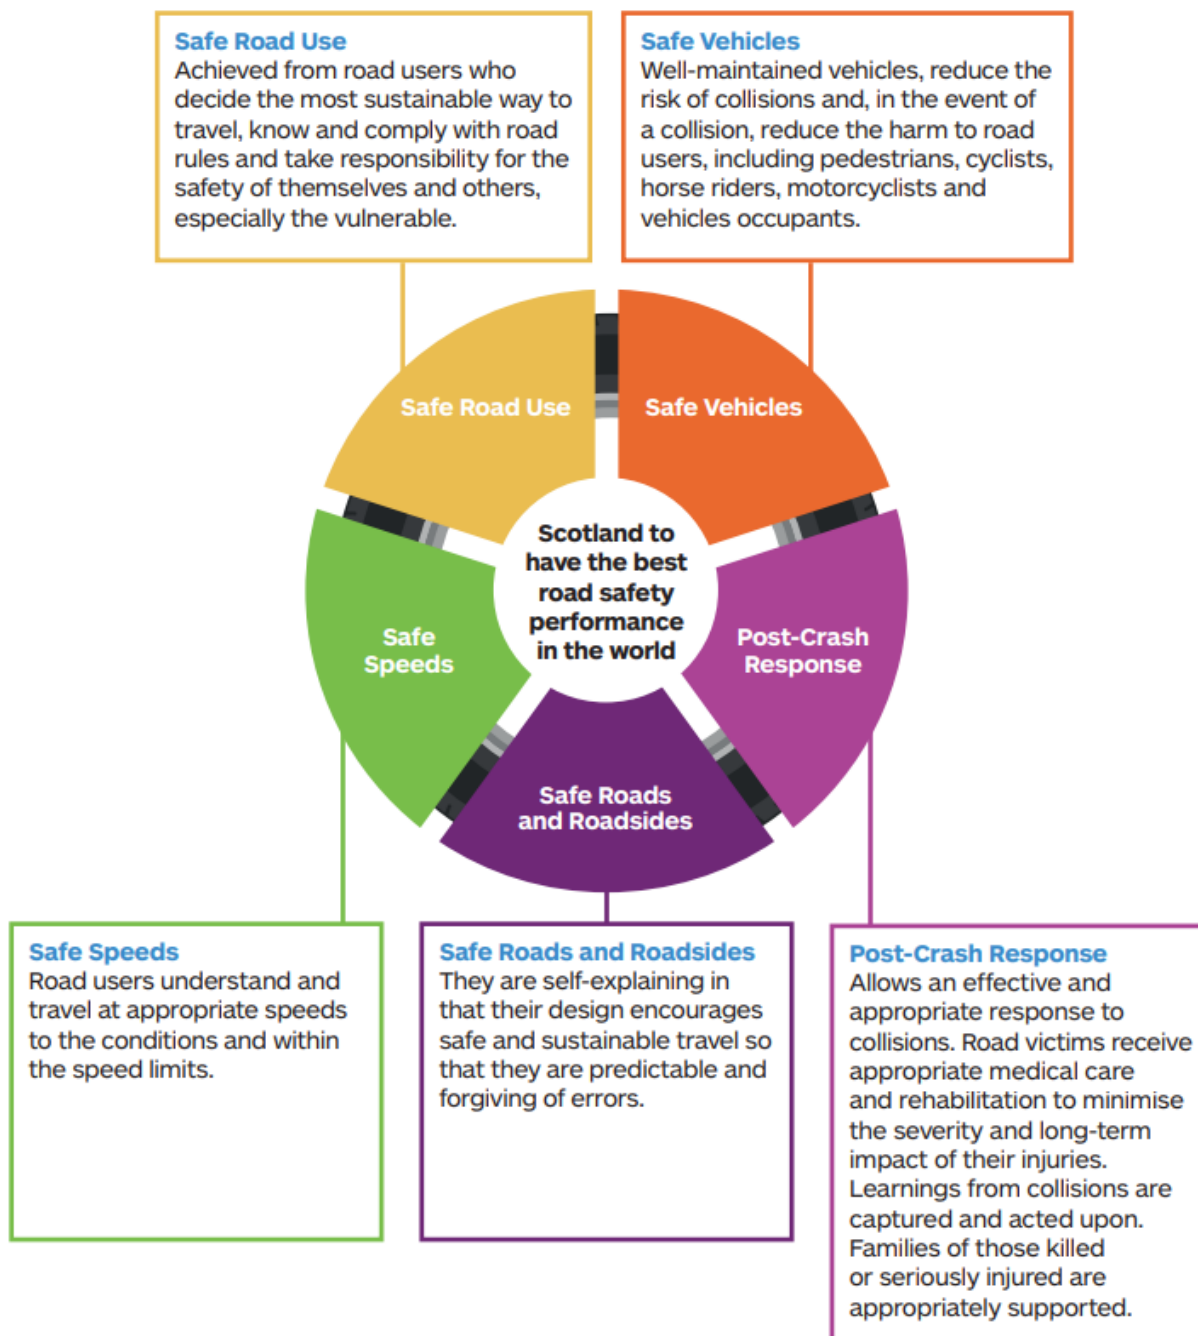 Safe Road Use
Achieved from road users who
decide the most sustainable way to
travel, know and comply with road
rules and take responsibility for the
safety of themselves and others,
especially the vulnerable.
Safe Vehicles
Well-maintained vehicles, reduce the
risk of collisions and, in the event of
a collision, reduce the harm to road
users, including pedestrians, cyclists,
horse riders, motorcyclists and
vehicles occupants.
Safe Road Use
Safe Vehicles
Scotland to
have the best
road safety
performance
in the world
Safe
Speeds
Post-Crash
Response
Safe Roads
and Roadsides
Safe Speeds
Road users understand and
travel at appropriate speeds
to the conditions and within
the speed limits.
Safe Roads and Roadsides
They are self-explaining in
that their design encourages
safe and sustainable travel so
that they are predictable and
forgiving of errors.
Post-Crash Response
Allows an effective and
appropriate response to
collisions. Road victims receive
appropriate medical care
and rehabilitation to minimise
the severity and long-term
impact of their injuries.
Learnings from collisions are
captured and acted upon.
Families of those killed
or seriously injured are
appropriately supported.